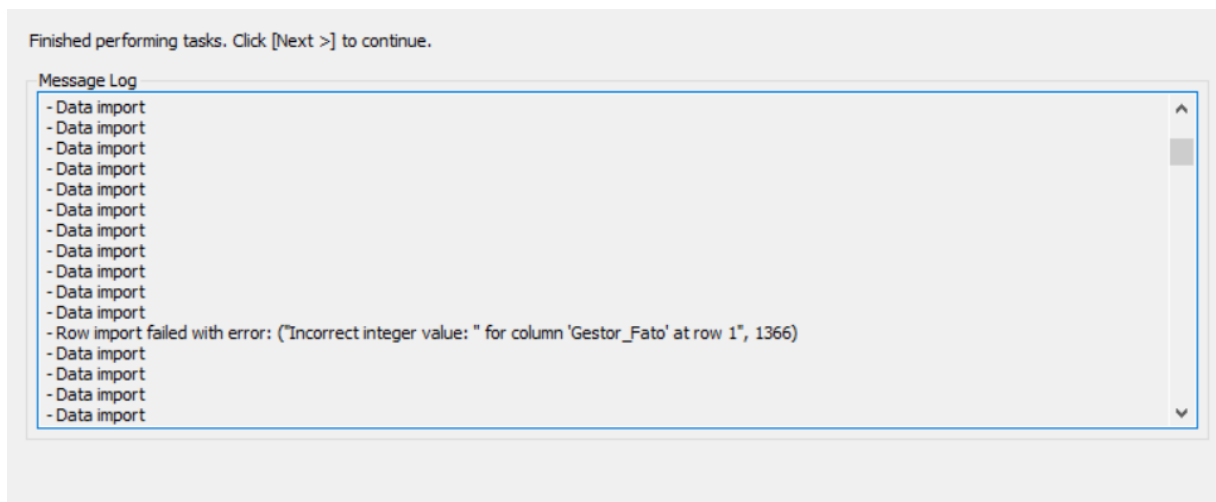 Finished performing tasks. Click [Next >] to continue.
Message Log
- Data import
- Data import
- Data import
- Data import
- Data import
- Data import
- Data import
- Data import
- Data import
- Data import
- Data import
- Row import failed with error: ("Incorrect integer value: '' for column 'Gestor_Fato' at row 1", 1366)
- Data import
- Data import
- Data import
- Data import